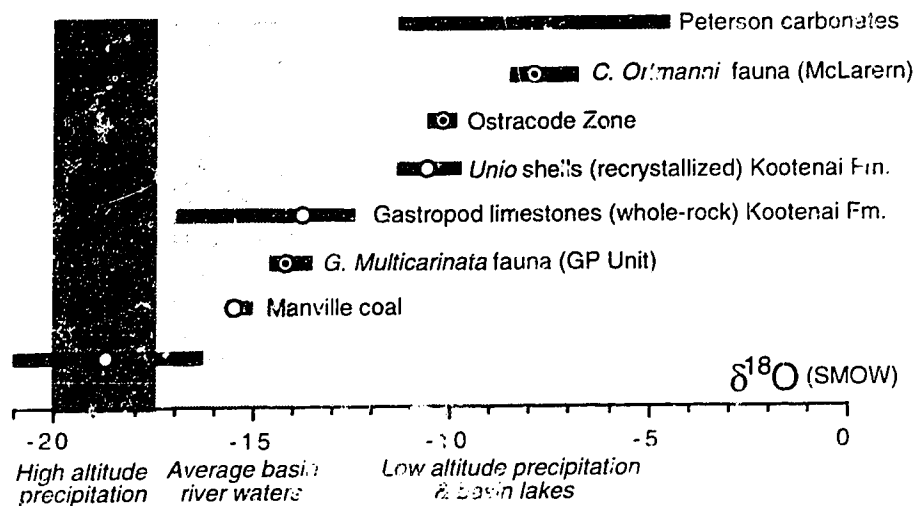 Peterson carbonates
fauna (McLarern)
Ostracode Zone
Unio shells (recrystallized) Kootenai Fm.
Gastropod limestones (whole-rock) Kootenai Fm.
G. Multicarinata fauna (GP Unit)
Manville coal
δ18O (SMOW)
-20 -15 -10 -5 0
High altitude precipitation
Average basin river waters
Low altitude precipitation & basin lakes